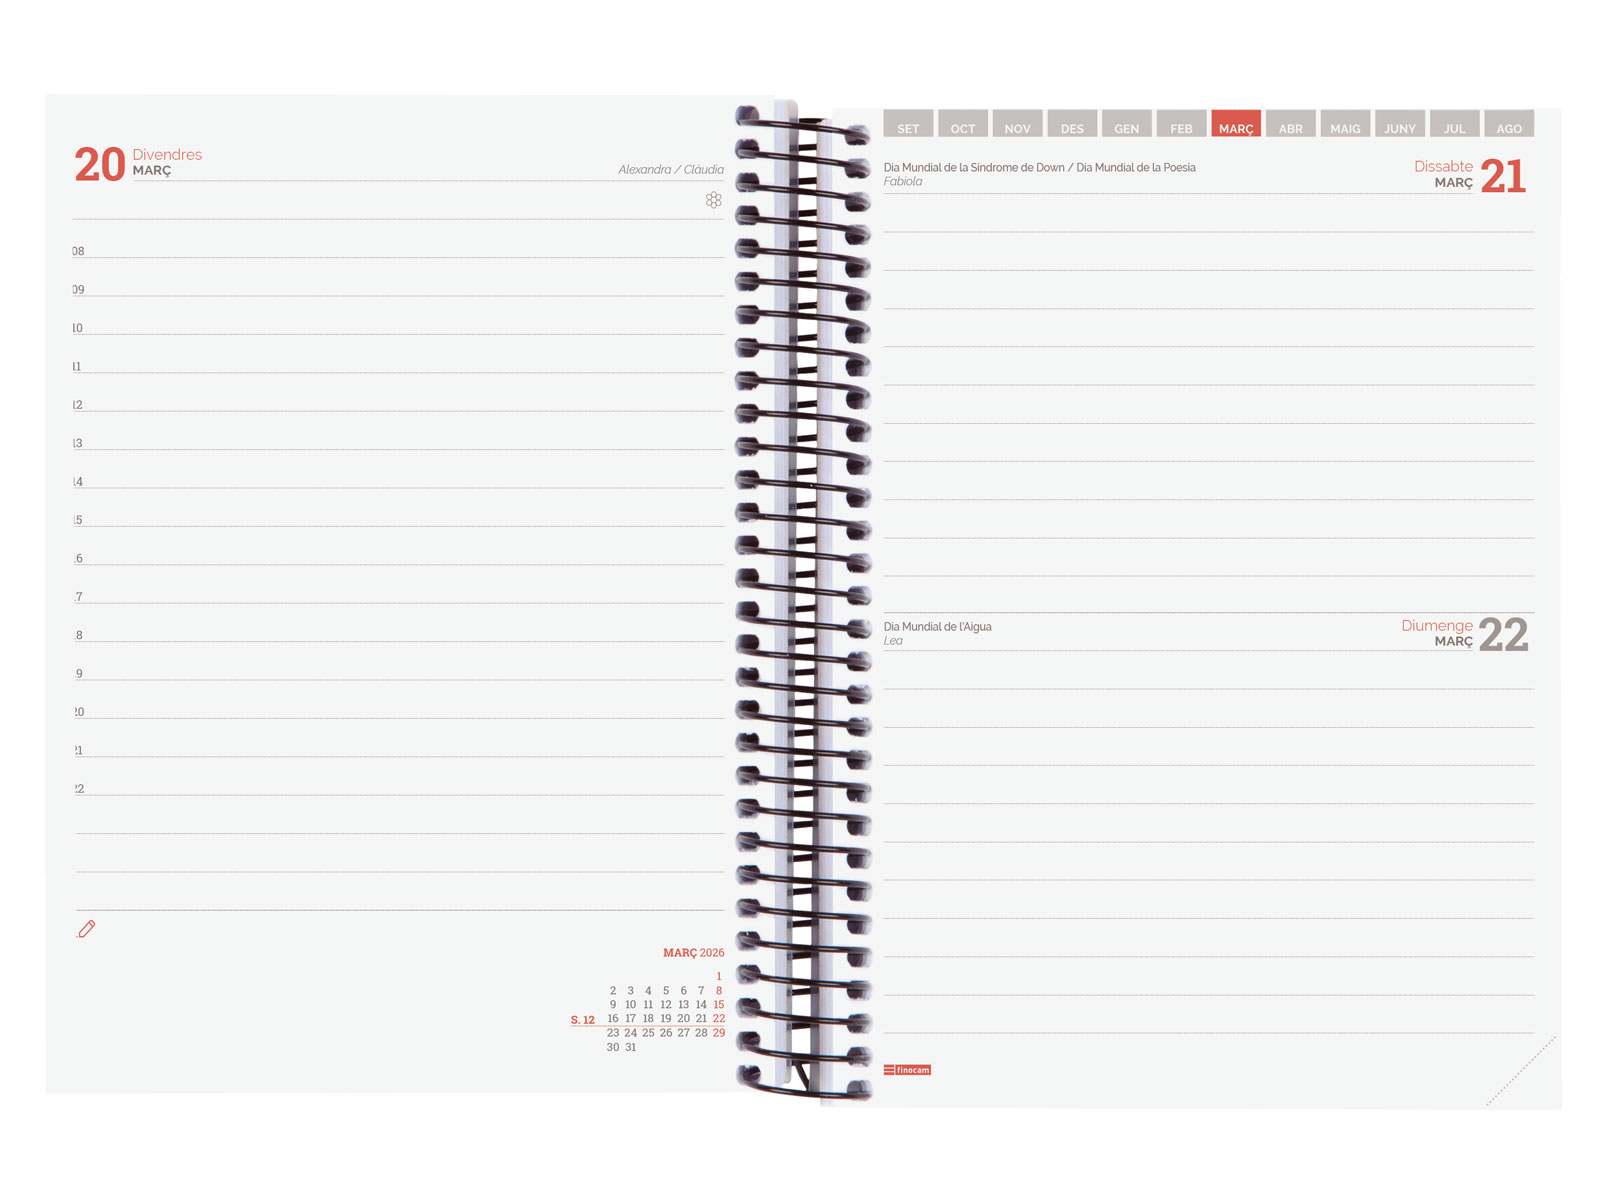 20 Divendres
MARÇ
Alexandra / Clàudia
08
09
10
11
12
13
14
15
16
17
18
19
20
21
22
MARÇ 2026
1
2 3 4 5 6 7 8
9 10 11 12 13 14 15
S. 12 16 17 18 19 20 21 22
23 24 25 26 27 28 29
30 31
SET OCT NOV DES GEN FEB MARÇ ABR MAIG JUNY JUL AGO
Dia Mundial de la Síndrome de Down / Dia Mundial de la Poesia
Fabiola
Dissabte
MARÇ 21
Dia Mundial de l'Aigua
Lea
Diumenge
MARÇ 22
finocam